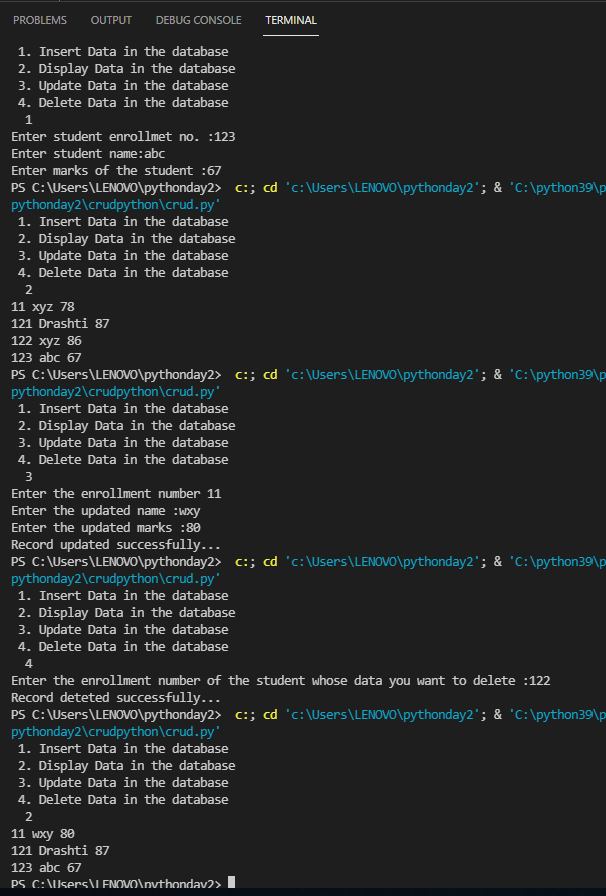 PROBLEMS OUTPUT DEBUG CONSOLE TERMINAL
1. Insert Data in the database
2. Display Data in the database
3. Update Data in the database
4. Delete Data in the database
1
Enter student enrollmet no. :123
Enter student name:abc
Enter marks of the student :67
PS C:\Users\LENOVO\pythonday2> c:; cd 'c:\Users\LENOVO\pythonday2'; & 'C:\python39\p
pythonday2\crudpython\crud.py'
1. Insert Data in the database
2. Display Data in the database
3. Update Data in the database
4. Delete Data in the database
2
11 xyz 78
121 Drashti 87
122 xyz 86
123 abc 67
PS C:\Users\LENOVO\pythonday2> c:; cd 'c:\Users\LENOVO\pythonday2'; & 'C:\python39\p
pythonday2\crudpython\crud.py'
1. Insert Data in the database
2. Display Data in the database
3. Update Data in the database
4. Delete Data in the database
3
Enter the enrollment number 11
Enter the updated name :wxy
Enter the updated marks :80
Record updated successfully...
PS C:\Users\LENOVO\pythonday2> c:; cd 'c:\Users\LENOVO\pythonday2'; & 'C:\python39\p
pythonday2\crudpython\crud.py'
1. Insert Data in the database
2. Display Data in the database
3. Update Data in the database
4. Delete Data in the database
4
Enter the enrollment number of the student whose data you want to delete :122
Record deteted successfully...
PS C:\Users\LENOVO\pythonday2> c:; cd 'c:\Users\LENOVO\pythonday2'; & 'C:\python39\p
pythonday2\crudpython\crud.py'
1. Insert Data in the database
2. Display Data in the database
3. Update Data in the database
4. Delete Data in the database
2
11 wxy 80
121 Drashti 87
123 abc 67
PS C:\Users\LENOVO\pythonday2>